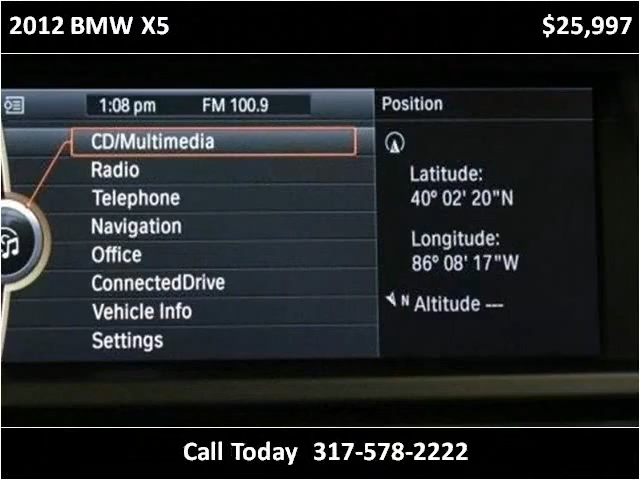 2012 BMW X5 $25,997
1:08 pm FM 100.9
CD/Multimedia
Radio
Telephone
Navigation
Office
ConnectedDrive
Vehicle Info
Settings
Position
Latitude:
40° 02' 20"N
Longitude:
86° 08' 17"W
N Altitude ---
Call Today 317-578-2222